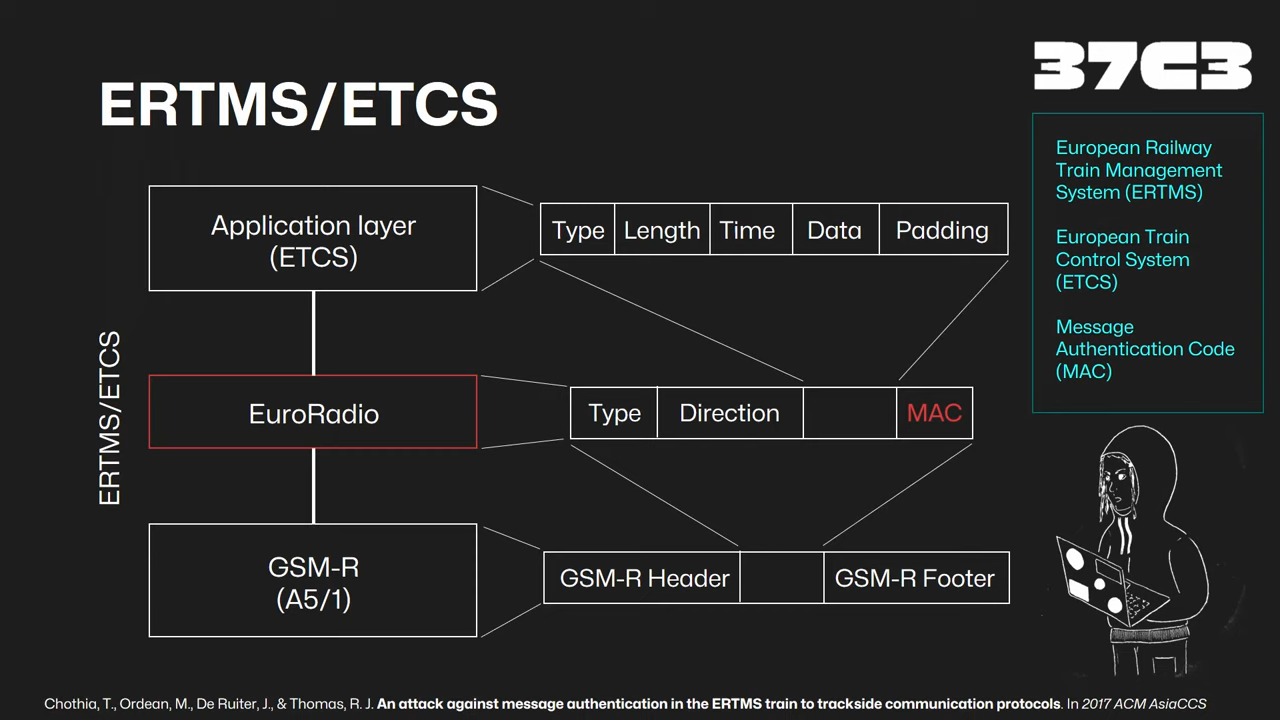 37C3
ERTMS/ETCS
European Railway
Train Management
System (ERTMS)
European Train
Control System
(ETCS)
Message
Authentication Code
(MAC)
ERTMS/ETCS
Application layer
(ETCS)
Type Length Time Data Padding
EuroRadio
Type Direction MAC
GSM-R
(A5/1)
GSM-R Header GSM-R Footer
Chothia, T., Ordean, M., De Ruiter, J., & Thomas, R. J. An attack against message authentication in the ERTMS train to trackside communication protocols. In 2017 ACM AsiaCCS